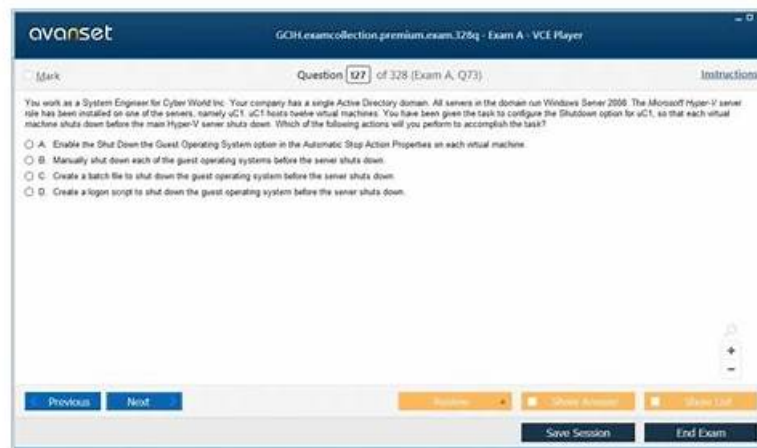 avanset
GCIH.examcollection.premium.exam.328q - Exam A - VCE Player
Mark
Question 127 of 328 (Exam A, Q73)
Instructions
You work as a System Engineer for Cyber World Inc. Your company has a single Active Directory domain. All servers in the domain run Windows Server 2008. The Microsoft Hyper-V server
role has been installed on one of the servers, namely uC1. uC1 hosts twelve virtual machines. You have been given the task to configure the Shutdown option for uC1, so that each virtual
machine shuts down before the main Hyper-V server shuts down. Which of the following actions will you perform to accomplish the task?
A. Enable the Shut Down the Guest Operating System option in the Automatic Stop Action Properties on each virtual machine.
B. Manually shut down each of the guest operating systems before the server shuts down.
C. Create a batch file to shut down the guest operating system before the server shuts down.
D. Create a logon script to shut down the guest operating system before the server shuts down.
Previous
Next
Review
Show Answer
Show List
Save Session
End Exam